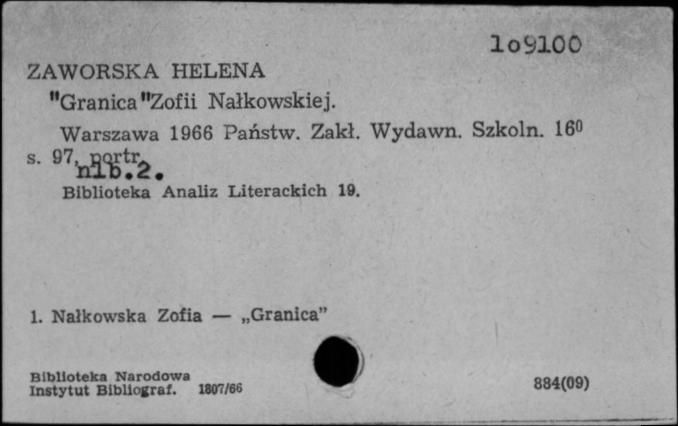 1o9100
ZAWORSKA HELENA
"Granica"Zofii Nałkowskiej.
Warszawa 1966 Państw. Zakł. Wydawn. Szkoln. 16⁰
s. 97, portr.
nlb.2.
Biblioteka Analiz Literackich 19.
1. Nałkowska Zofia — „Granica”
Biblioteka Narodowa
Instytut Bibliograf. 1807/66
884(09)